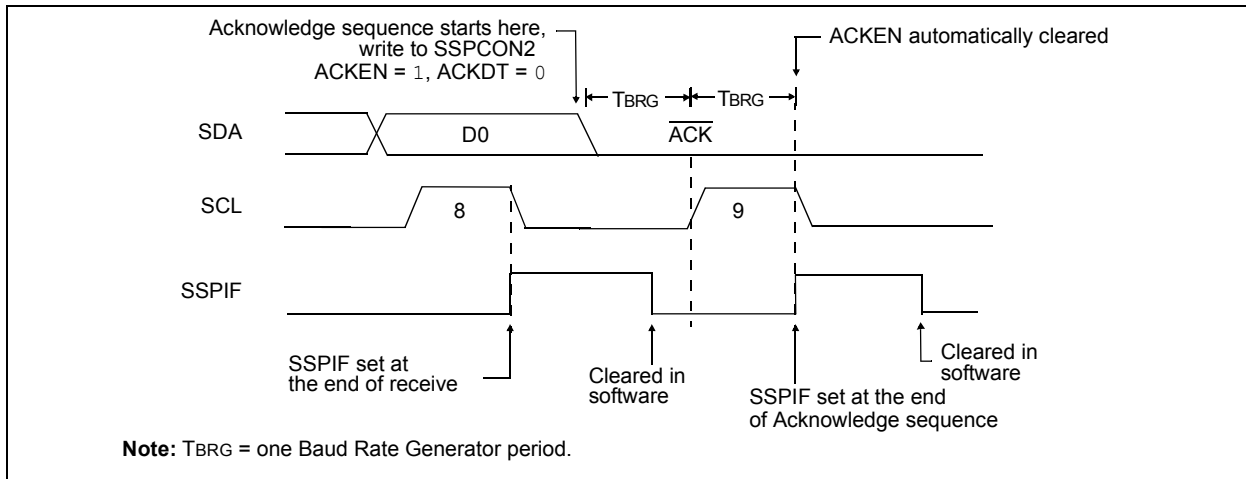 Acknowledge sequence starts here,
write to SSPCON2
ACKEN = 1, ACKDT = 0
ACKEN automatically cleared
TBRG
TBRG
SDA
D0
ACK
SCL
8
9
SSPIF
SSPIF set at
the end of receive
Cleared in
software
SSPIF set at the end
of Acknowledge sequence
Cleared in
software
Note: TBRG = one Baud Rate Generator period.